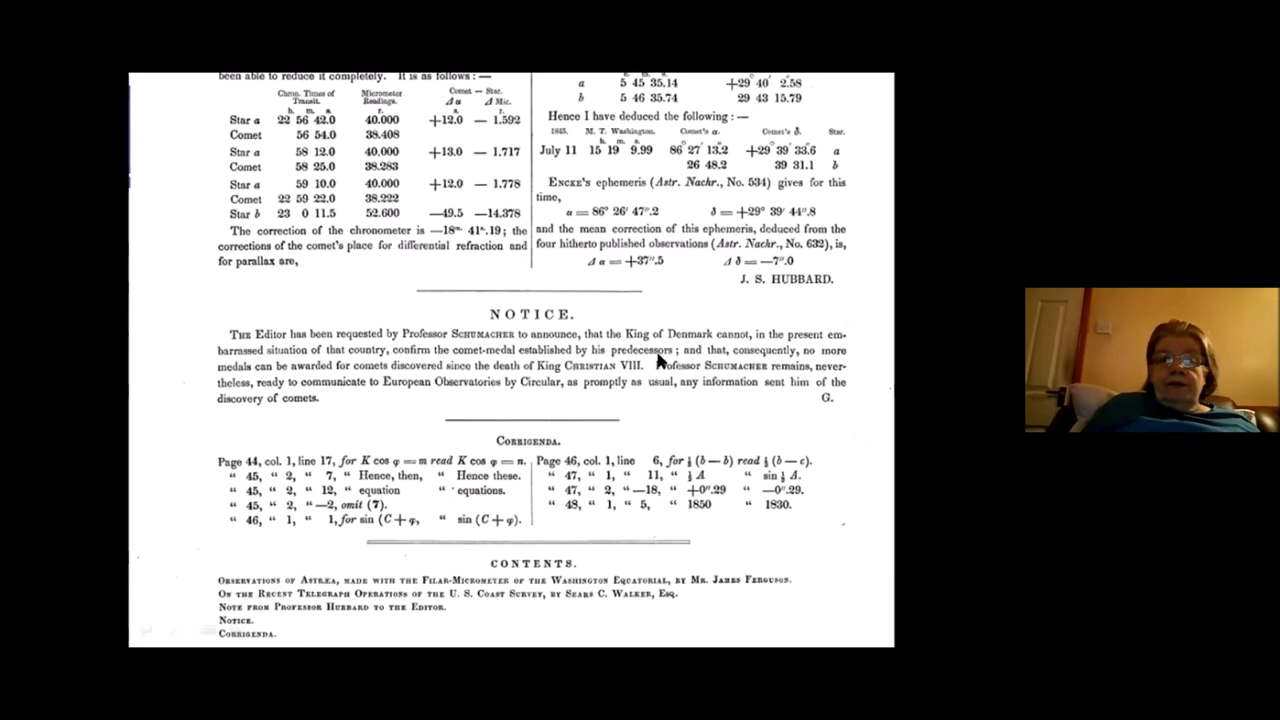 been able to reduce it completely. It is as follows : —
Chron. Times of Transit. Micrometer Readings. Comet — Star. Δ α Δ Mic.
h. m. s. r. s. r.
Star a 22 56 42.0 40.000 +12.0 — 1.592
Comet 56 54.0 38.408
Star a 58 12.0 40.000 +13.0 — 1.717
Comet 58 25.0 38.283
Star a 59 10.0 40.000 +12.0 — 1.778
Comet 22 59 22.0 38.222
Star b 23 0 11.5 52.600 —49.5 —14.378
The correction of the chronometer is —18m. 41s.19; the
corrections of the comet's place for differential refraction and
for parallax are,
h. m. s.
a 5 45 35.14 +29° 40′ 2″.58
b 5 46 35.74 29 43 15.79
Hence I have deduced the following : —
1845. M. T. Washington. Comet's α. Comet's δ. Star.
h. m. s.
July 11 15 19 9.99 86° 27′ 13″.2 +29° 39′ 33″.6 a
26 48.2 39 31.1 b
ENCKE's ephemeris (Astr. Nachr., No. 534) gives for this
time,
α = 86° 26′ 47″.2 δ = +29° 39′ 44″.8
and the mean correction of this ephemeris, deduced from the
four hitherto published observations (Astr. Nachr., No. 632), is,
Δ α = +37″.5 Δ δ = —7″.0
J. S. HUBBARD.
NOTICE.
THE Editor has been requested by Professor SCHUMACHER to announce, that the King of Denmark cannot, in the present em-
barrassed situation of that country, confirm the comet-medal established by his predecessors ; and that, consequently, no more
medals can be awarded for comets discovered since the death of King CHRISTIAN VIII. Professor SCHUMACHER remains, never-
theless, ready to communicate to European Observatories by Circular, as promptly as usual, any information sent him of the
discovery of comets. G.
CORRIGENDA.
Page 44, col. 1, line 17, for K cos φ = m read K cos φ = n.
“ 45, “ 2, “ 7, “ Hence, then, “ Hence these.
“ 45, “ 2, “ 12, “ equation “ equations.
“ 45, “ 2, “ —2, omit (7).
“ 46, “ 1, “ 1, for sin (C + φ, “ sin (C + φ).
Page 46, col. 1, line 6, for ½ (b — b) read ½ (b — c).
“ 47, “ 1, “ 11, “ ½ A “ sin ½ A.
“ 47, “ 2, “ —18, “ +0″.29 “ —0″.29.
“ 48, “ 1, “ 5, “ 1850 “ 1830.
CONTENTS.
OBSERVATIONS OF ASTRÆA, MADE WITH THE FILAR-MICROMETER OF THE WASHINGTON EQUATORIAL, BY MR. JAMES FERGUSON.
ON THE RECENT TELEGRAPH OPERATIONS OF THE U. S. COAST SURVEY, BY SEARS C. WALKER, ESQ.
NOTE FROM PROFESSOR HUBBARD TO THE EDITOR.
NOTICE.
CORRIGENDA.